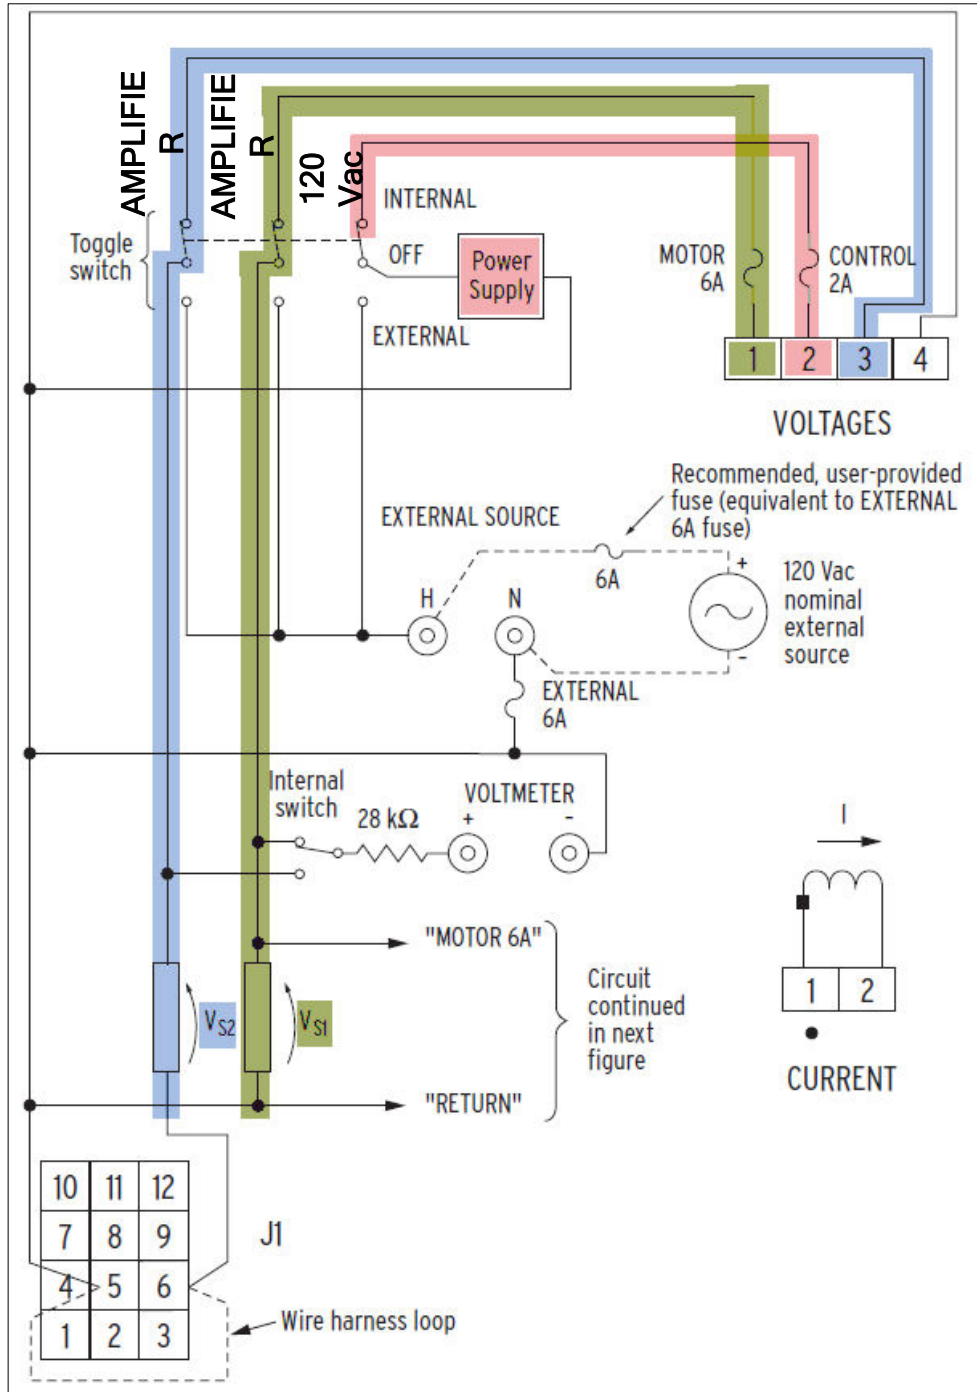 AMPLIFIE
R
AMPLIFIE
R
120
Vac
INTERNAL
Toggle
switch
OFF
Power
Supply
EXTERNAL
MOTOR
6A
CONTROL
2A
1 2 3 4
VOLTAGES
Recommended, user-provided
fuse (equivalent to EXTERNAL
6A fuse)
EXTERNAL SOURCE
6A
+
120 Vac
nominal
external
source
-
H
N
EXTERNAL
6A
Internal
switch
28 kΩ
VOLTMETER
+ -
I
"MOTOR 6A"
VS2
VS1
Circuit
continued
in next
figure
1 2
CURRENT
"RETURN"
10 11 12
7 8 9
4 5 6
1 2 3
J1
Wire harness loop